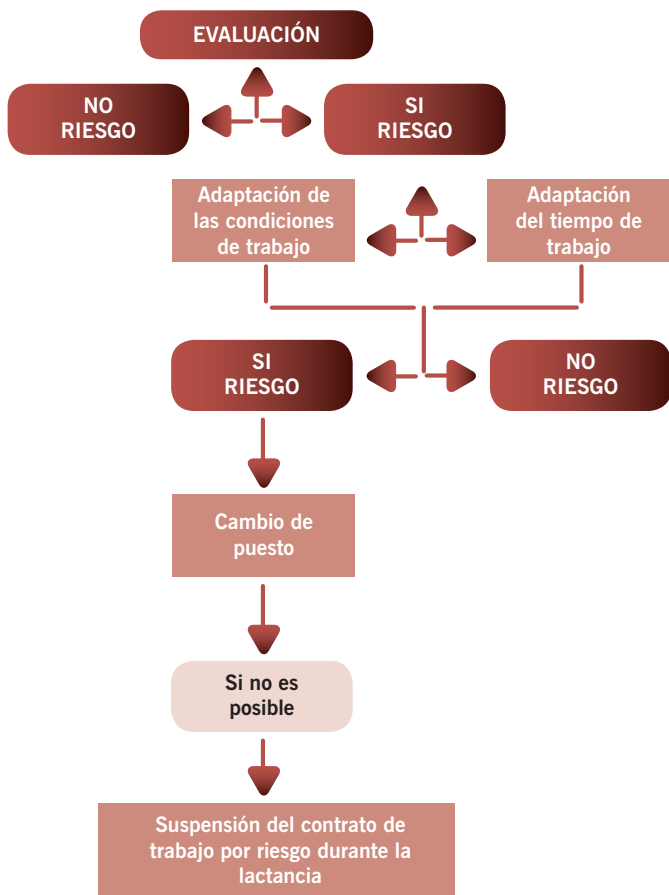 EVALUACIÓN
NO
RIESGO
SI
RIESGO
Adaptación de
las condiciones
de trabajo
Adaptación
del tiempo de
trabajo
SI
RIESGO
NO
RIESGO
Cambio de
puesto
Si no es
posible
Suspensión del contrato de
trabajo por riesgo durante la
lactancia